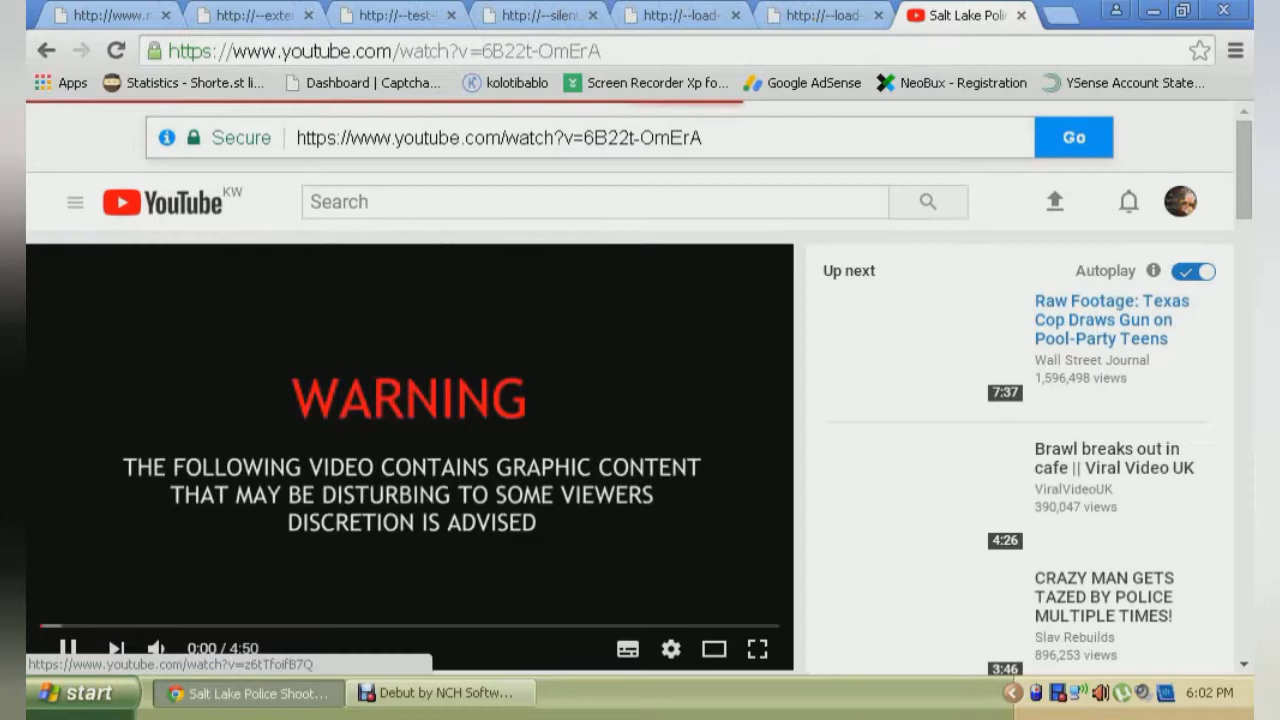 http://www.r
http://--exte
http://--test-
http://--silen
http://--load-
http://--load-
Salt Lake Poli
https://www.youtube.com/watch?v=6B22t-OmErA
Apps
Statistics - Shorte.st li...
Dashboard | Captcha...
kolotibablo
Screen Recorder Xp fo...
Google AdSense
NeoBux - Registration
YSense Account State...
Secure
https://www.youtube.com/watch?v=6B22t-OmErA
Go
YouTube KW
Search
WARNING
THE FOLLOWING VIDEO CONTAINS GRAPHIC CONTENT
THAT MAY BE DISTURBING TO SOME VIEWERS
DISCRETION IS ADVISED
0:00 / 4:50
Up next
Autoplay
Raw Footage: Texas
Cop Draws Gun on
Pool-Party Teens
Wall Street Journal
1,596,498 views
7:37
Brawl breaks out in
cafe || Viral Video UK
ViralVideoUK
390,047 views
4:26
CRAZY MAN GETS
TAZED BY POLICE
MULTIPLE TIMES!
Slav Rebuilds
896,253 views
3:46
https://www.youtube.com/watch?v=z6tTfoifB7Q
start
Salt Lake Police Shoot...
Debut by NCH Softw...
6:02 PM